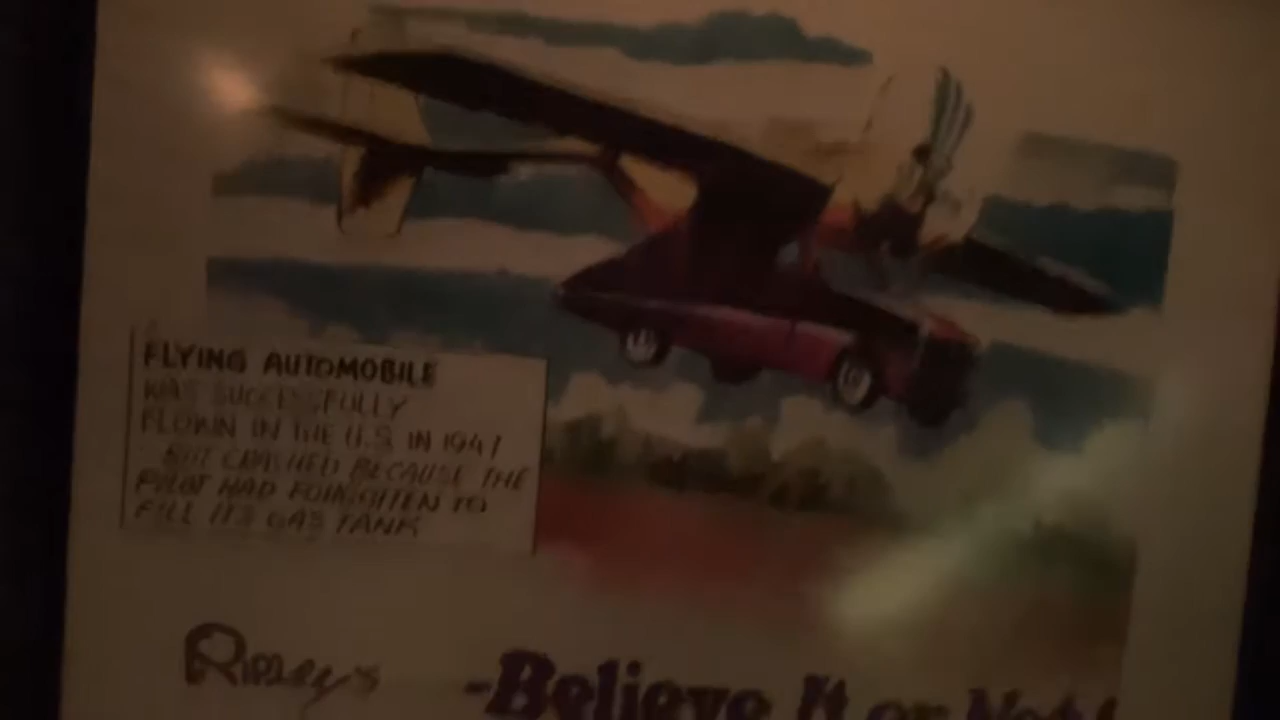 FLYING AUTOMOBILE
WAS SUCCESSFULLY
FLOWN IN THE U.S. IN 1947
BUT CRASHED BECAUSE THE
PILOT HAD FORGOTTEN TO
FILL ITS GAS TANK
Ripley's -Believe It or Not!